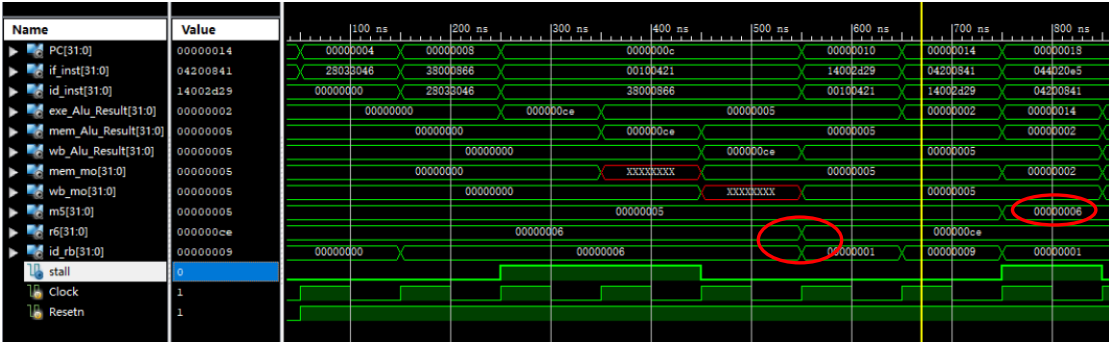 Name Value 100 ns 200 ns 300 ns 400 ns 500 ns 600 ns 700 ns 800 ns
PC[31:0] 00000014 00000004 00000008 0000000c 00000010 00000014 00000018
if_inst[31:0] 04200841 28033046 38000866 00100421 14002d29 04200841 044020e5
id_inst[31:0] 14002d29 00000000 28033046 38000866 00100421 14002d29 04200841
exe_Alu_Result[31:0] 00000002 00000000 000000ce 00000005 00000002 00000014
mem_Alu_Result[31:0] 00000005 00000000 000000ce 00000005 00000002
wb_Alu_Result[31:0] 00000005 00000000 000000ce 00000005
mem_mo[31:0] 00000005 00000000 XXXXXXXX 00000005 00000002
wb_mo[31:0] 00000005 00000000 XXXXXXXX 00000005
m5[31:0] 00000005 00000005 00000006
r6[31:0] 000000ce 00000006 000000ce
id_rb[31:0] 00000009 00000000 00000006 00000001 00000009 00000001
stall 0
Clock 1
Resetn 1